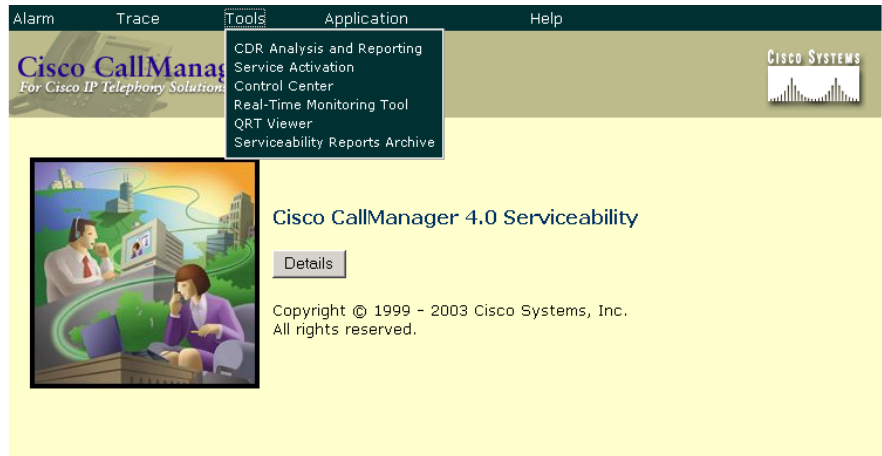 Alarm Trace Tools Application Help
CDR Analysis and Reporting
Service Activation
Control Center
Real-Time Monitoring Tool
QRT Viewer
Serviceability Reports Archive
Cisco CallManag
For Cisco IP Telephony Solution
CISCO SYSTEMS
Cisco CallManager 4.0 Serviceability
Details
Copyright © 1999 - 2003 Cisco Systems, Inc.
All rights reserved.